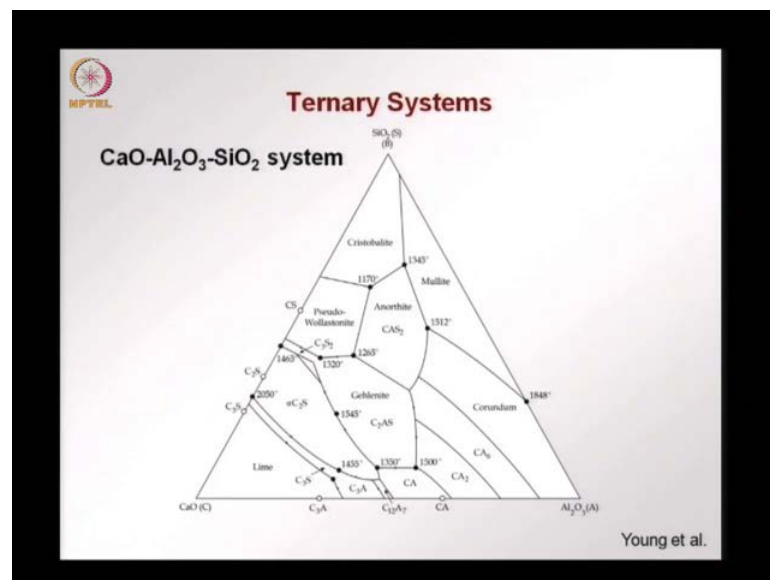 NPTEL
Ternary Systems
CaO-Al₂O₃-SiO₂ system
SiO₂ (S)
(B)
Cristobalite
1345°
1170°
Mullite
Anorthite
CS
Pseudo-
Wollastonite
CAS₂
1512°
C₃S₂
1465°
1320°
1265°
C₂S
2050°
αC₂S
Gehlenite
1848°
Corundum
C₃S
1545°
C₂AS
CA₆
1455°
1350°
1500°
Lime
C₃S
C₃A
CA
CA₂
CaO (C)
C₃A
C₁₂A₇
CA
Al₂O₃ (A)
Young et al.